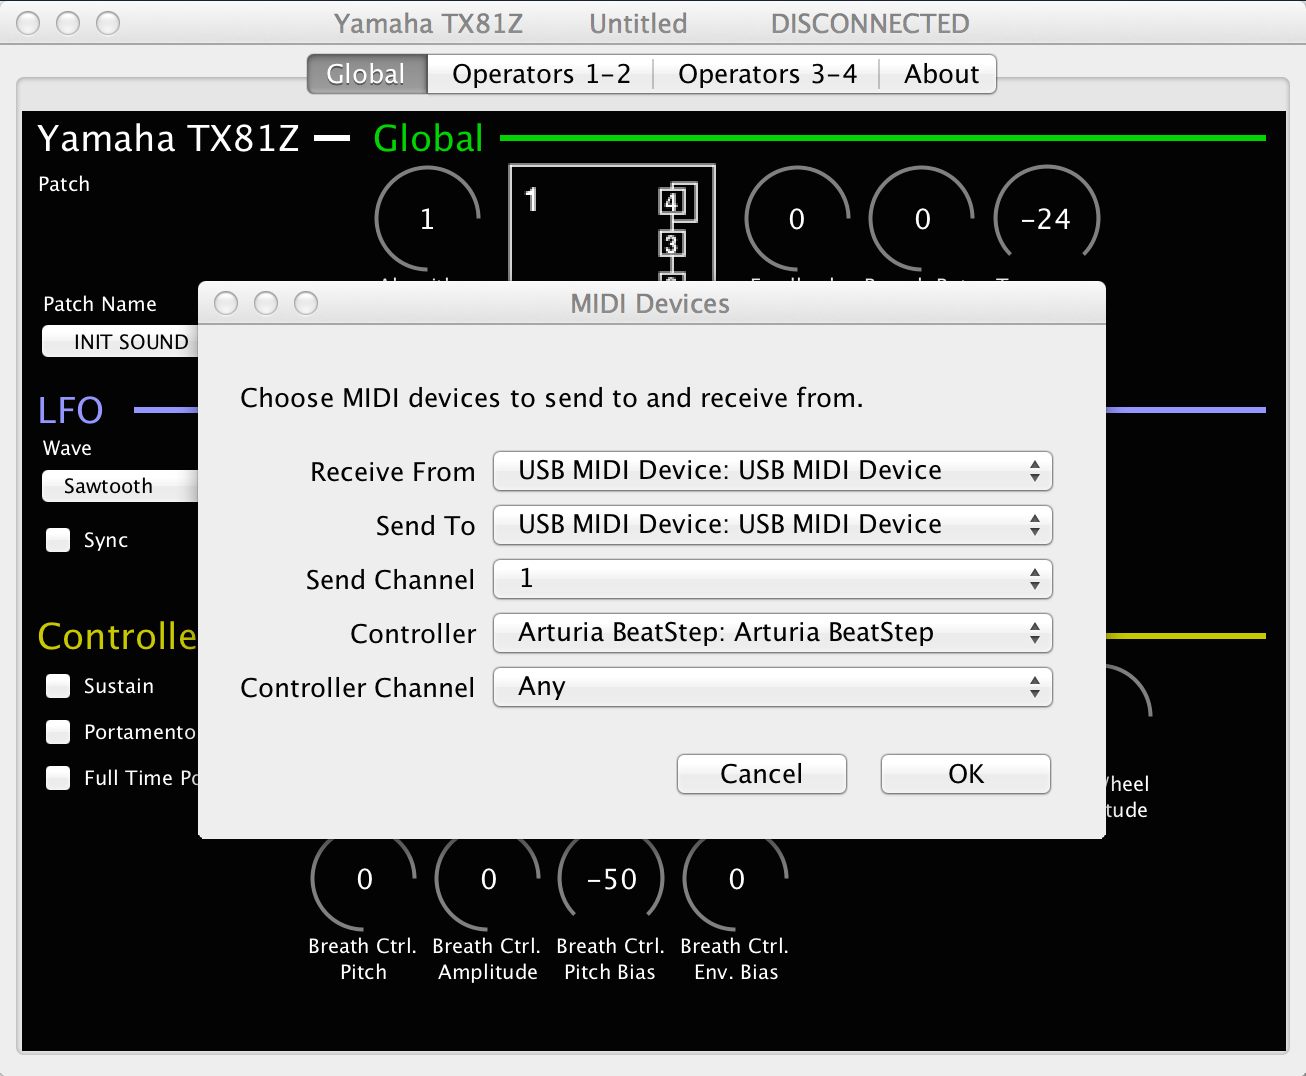 Yamaha TX81Z Untitled DISCONNECTED
Global Operators 1-2 Operators 3-4 About
Yamaha TX81Z Global
Patch
1
1
4
3
0
0
-24
Patch Name
INIT SOUND
LFO
Wave
Sawtooth
Sync
Controlle
Sustain
Portamento
Full Time Po
MIDI Devices
Choose MIDI devices to send to and receive from.
Receive From USB MIDI Device: USB MIDI Device
Send To USB MIDI Device: USB MIDI Device
Send Channel 1
Controller Arturia BeatStep: Arturia BeatStep
Controller Channel Any
Cancel OK
heel
tude
0 0 -50 0
Breath Ctrl. Breath Ctrl. Breath Ctrl. Breath Ctrl.
Pitch Amplitude Pitch Bias Env. Bias